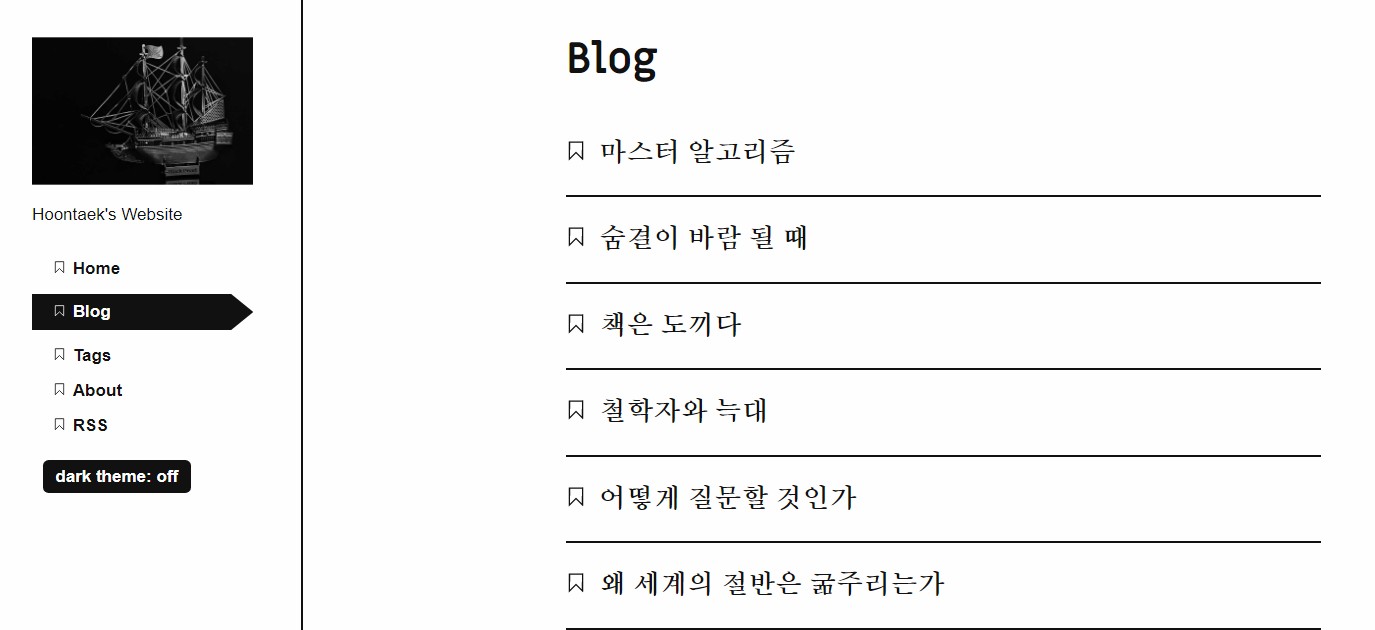 Hoontaek's Website
Home
Blog
Tags
About
RSS
dark theme: off
Blog
마스터 알고리즘
숨결이 바람 될 때
책은 도끼다
철학자와 늑대
어떻게 질문할 것인가
왜 세계의 절반은 굶주리는가